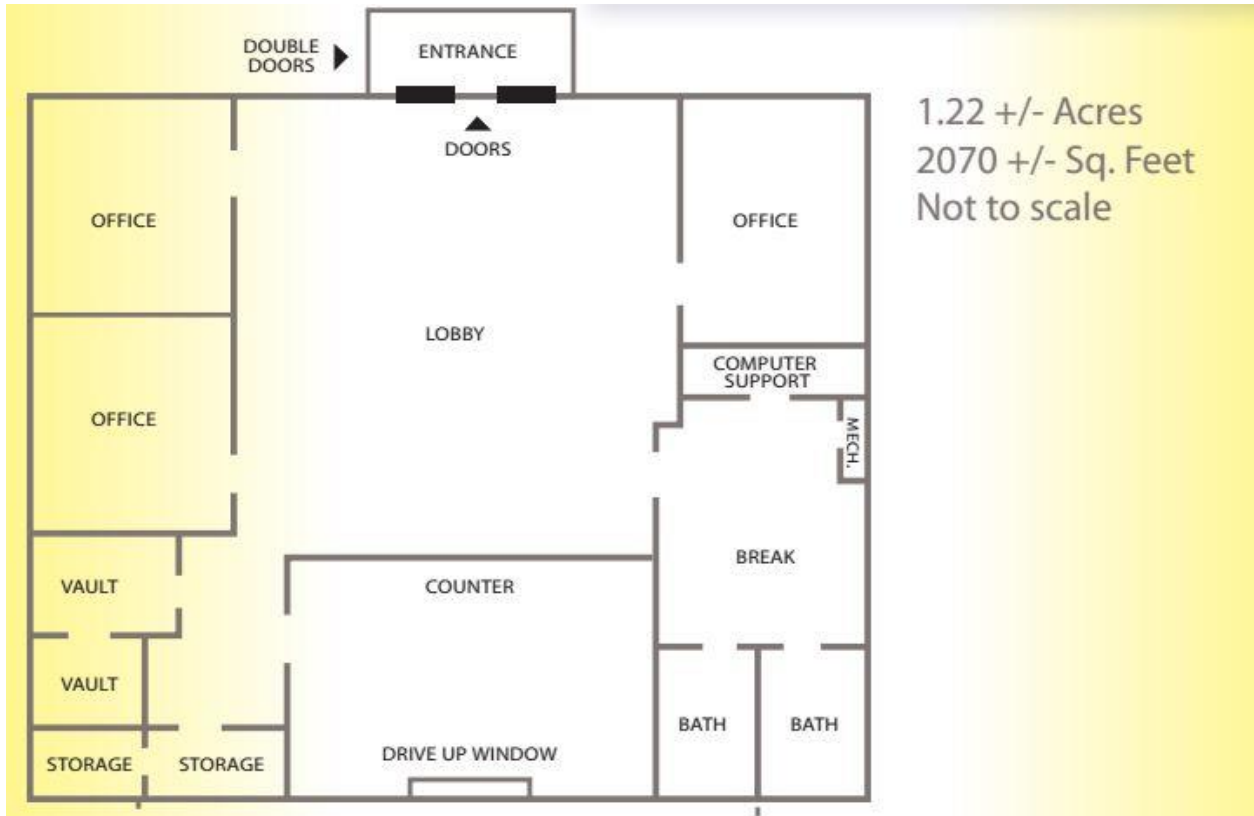 DOUBLE
DOORS
ENTRANCE
DOORS
1.22 +/- Acres
2070 +/- Sq. Feet
Not to scale
OFFICE
OFFICE
LOBBY
COMPUTER
SUPPORT
OFFICE
MECH.
BREAK
VAULT
COUNTER
VAULT
BATH
BATH
DRIVE UP WINDOW
STORAGE
STORAGE